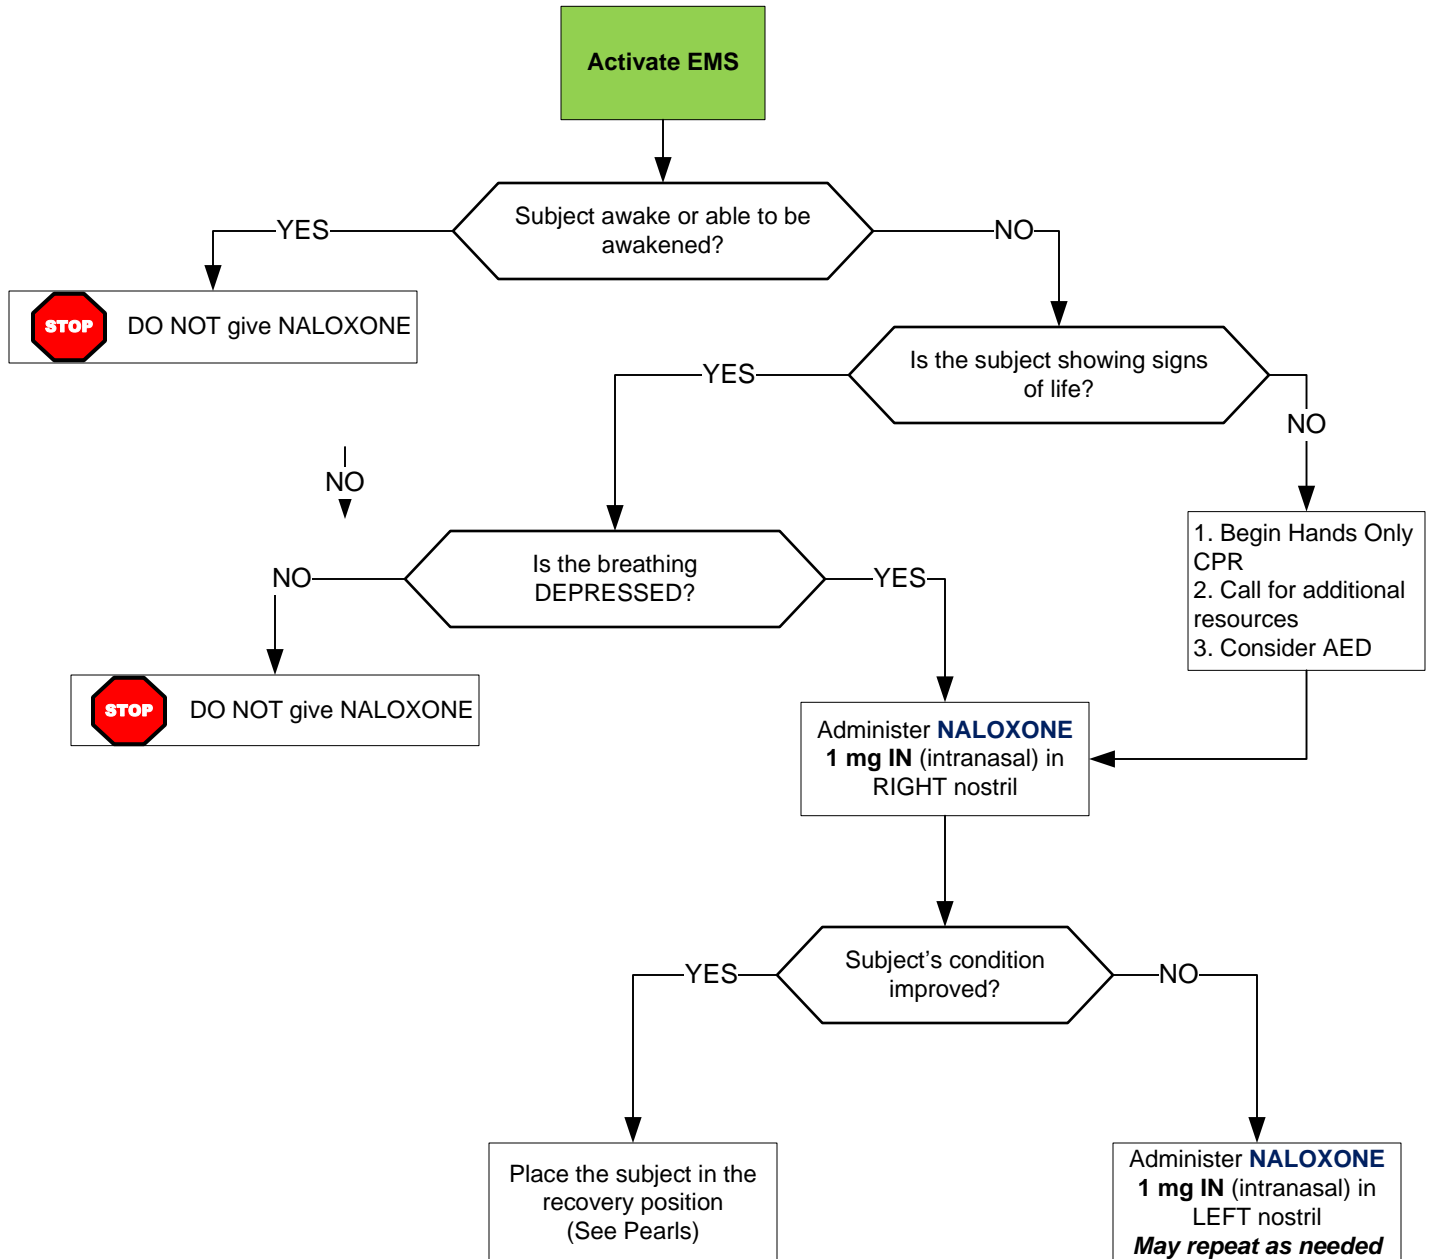 Activate EMS
Subject awake or able to be
awakened?
YES
NO
STOP
DO NOT give NALOXONE
Is the subject showing signs
of life?
YES
NO
NO
1. Begin Hands Only
CPR
2. Call for additional
resources
3. Consider AED
Is the breathing
DEPRESSED?
NO
YES
STOP
DO NOT give NALOXONE
Administer NALOXONE
1 mg IN (intranasal) in
RIGHT nostril
Subject’s condition
improved?
YES
NO
Place the subject in the
recovery position
(See Pearls)
Administer NALOXONE
1 mg IN (intranasal) in
LEFT nostril
May repeat as needed